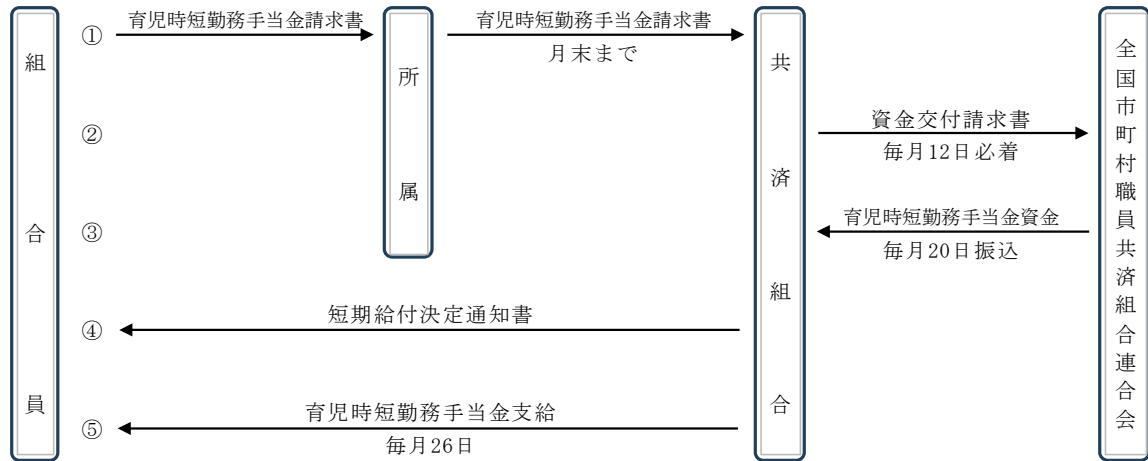 組合員
①
育児時短勤務手当金請求書
所属
育児時短勤務手当金請求書
月末まで
共済組合
全国市町村職員共済組合連合会
②
資金交付請求書
毎月12日必着
③
育児時短勤務手当金資金
毎月20日振込
④
短期給付決定通知書
⑤
育児時短勤務手当金支給
毎月26日